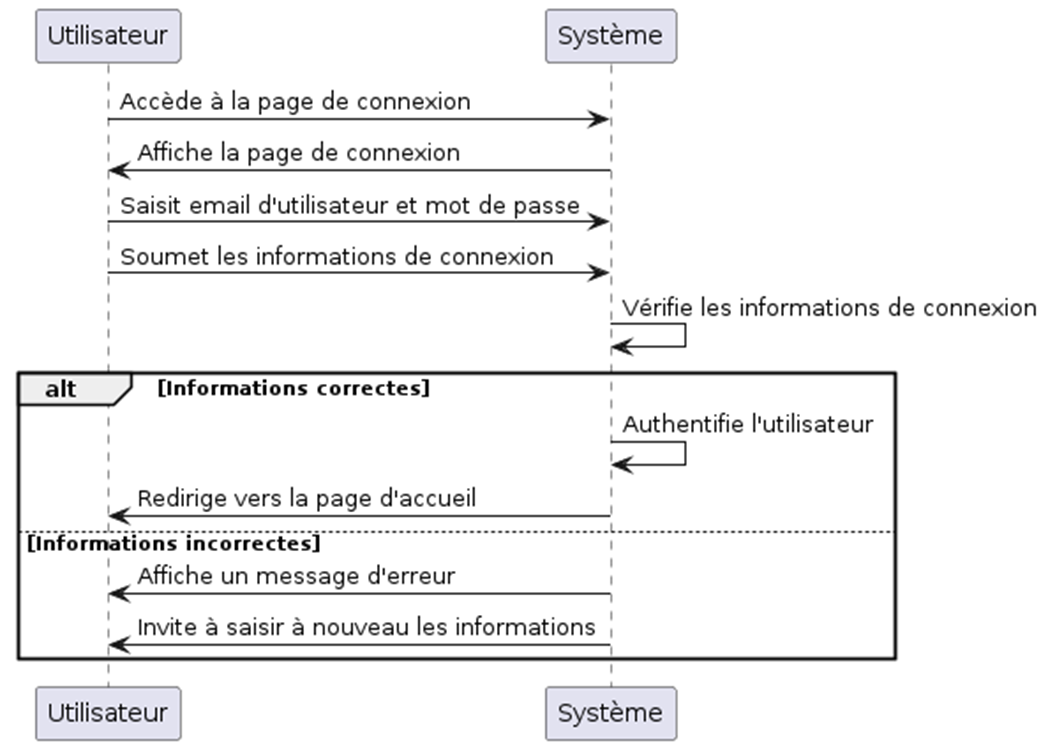 Utilisateur Système
Accède à la page de connexion
Affiche la page de connexion
Saisit email d'utilisateur et mot de passe
Soumet les informations de connexion
Vérifie les informations de connexion
alt [Informations correctes]
Authentifie l'utilisateur
Redirige vers la page d'accueil
[Informations incorrectes]
Affiche un message d'erreur
Invite à saisir à nouveau les informations
Utilisateur Système